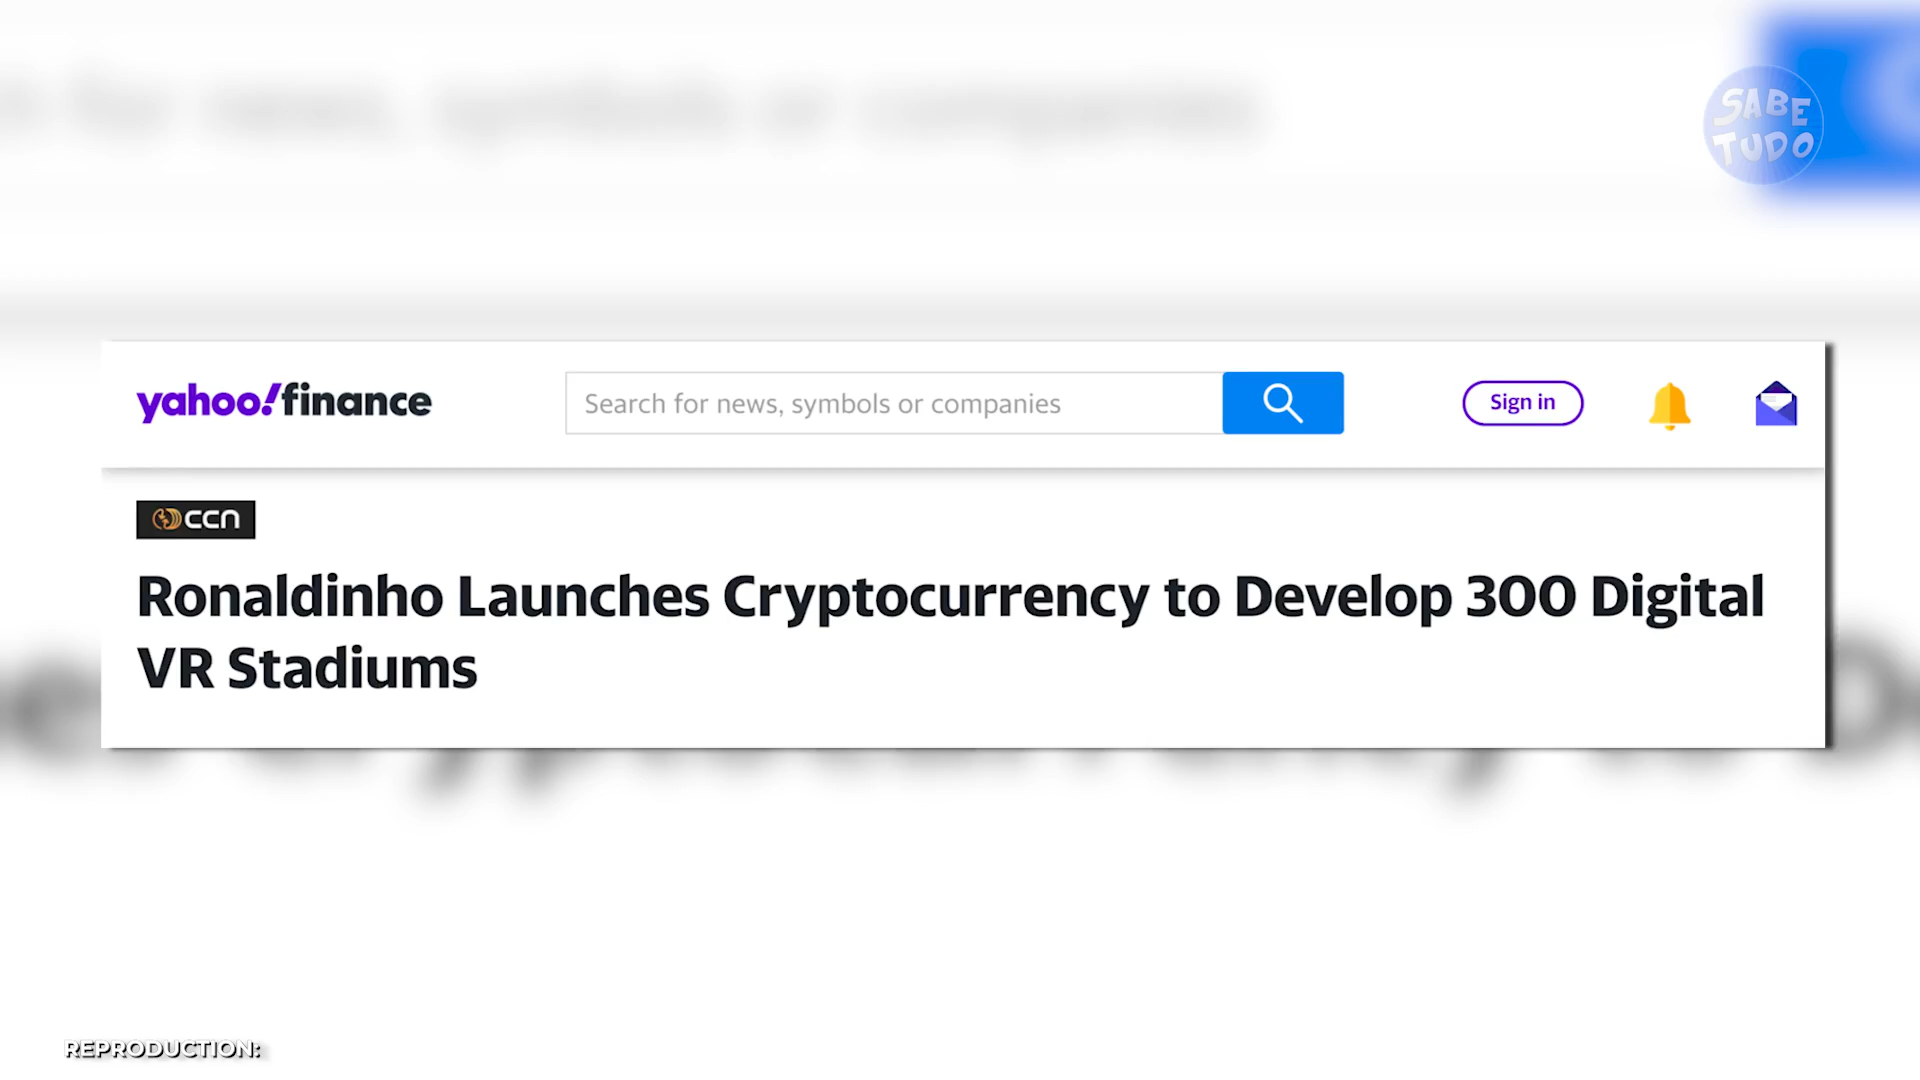 SABE
TUDO
yahoo!finance
Search for news, symbols or companies
Sign in
ccn
Ronaldinho Launches Cryptocurrency to Develop 300 Digital
VR Stadiums
REPRODUCTION: